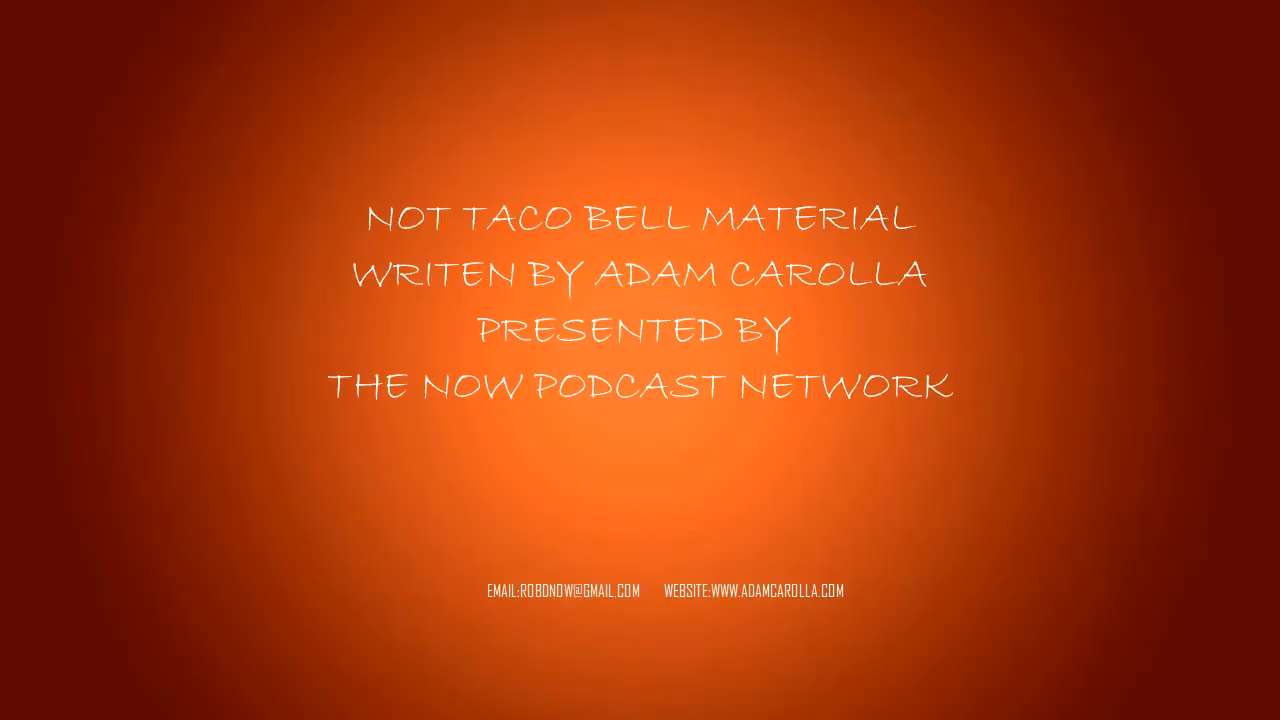 NOT TACO BELL MATERIAL
WRITEN BY ADAM CAROLLA
PRESENTED BY
THE NOW PODCAST NETWORK
EMAIL:ROBONOW@GMAIL.COM WEBSITE:WWW.ADAMCAROLLA.COM